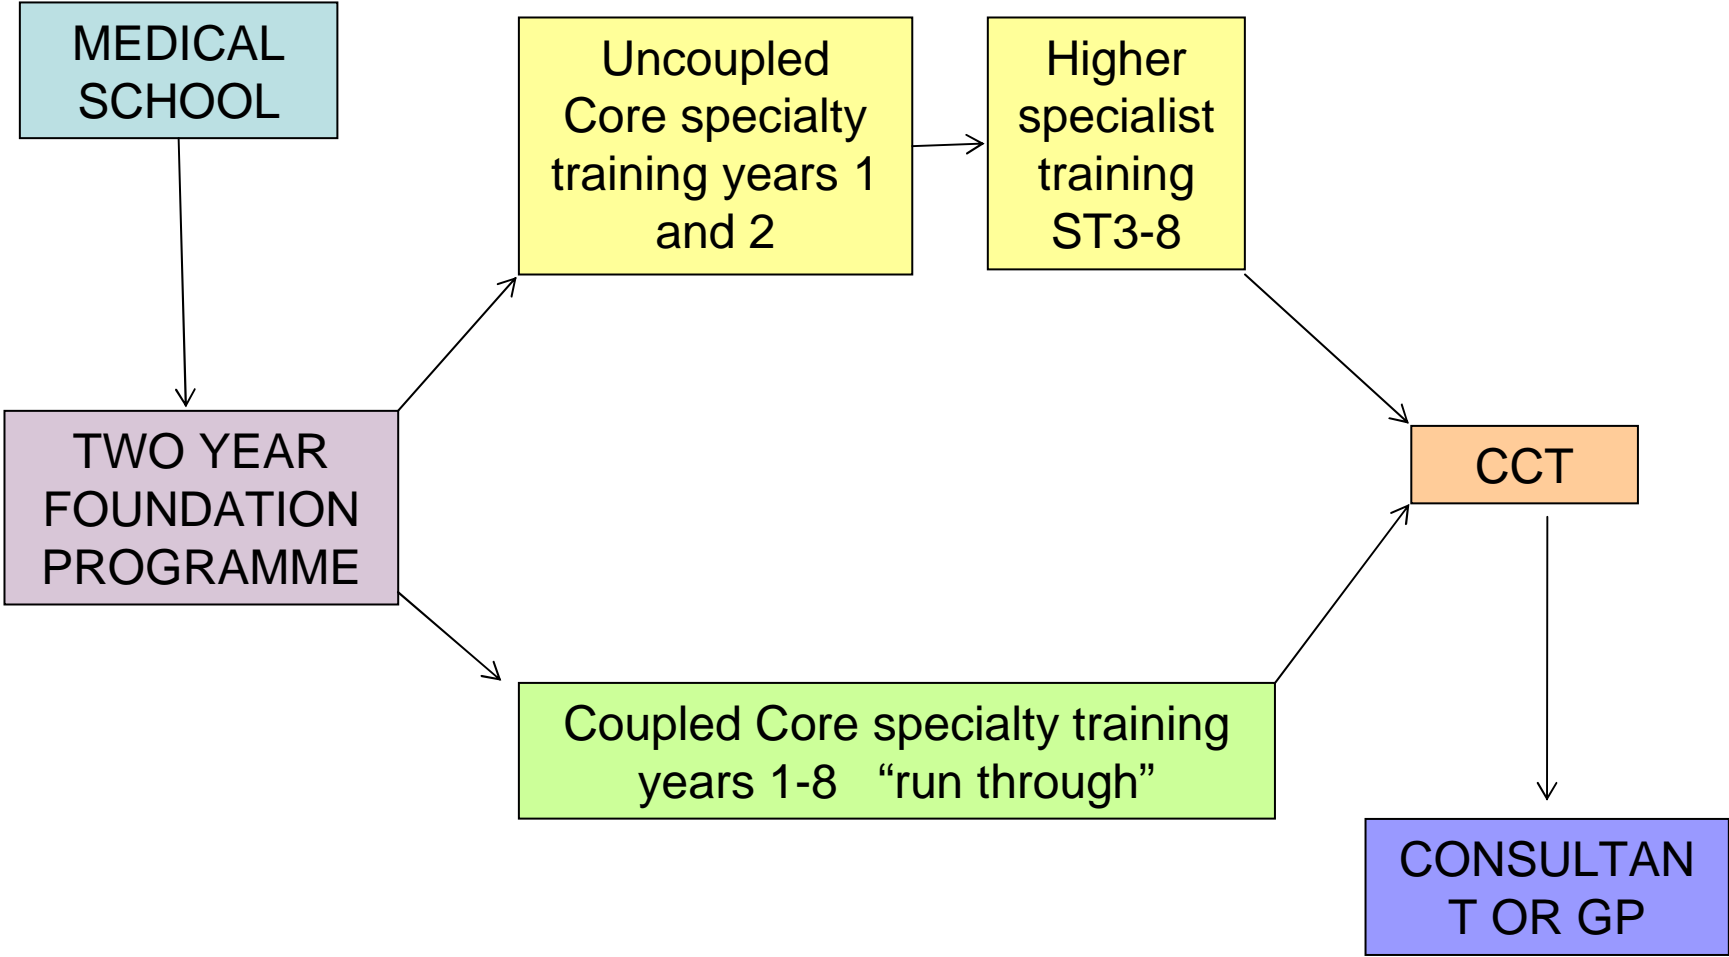 MEDICAL
SCHOOL
Uncoupled
Core specialty
training years 1
and 2
Higher
specialist
training
ST3-8
TWO YEAR
FOUNDATION
PROGRAMME
CCT
Coupled Core specialty training
years 1-8 “run through”
CONSULTAN
T OR GP